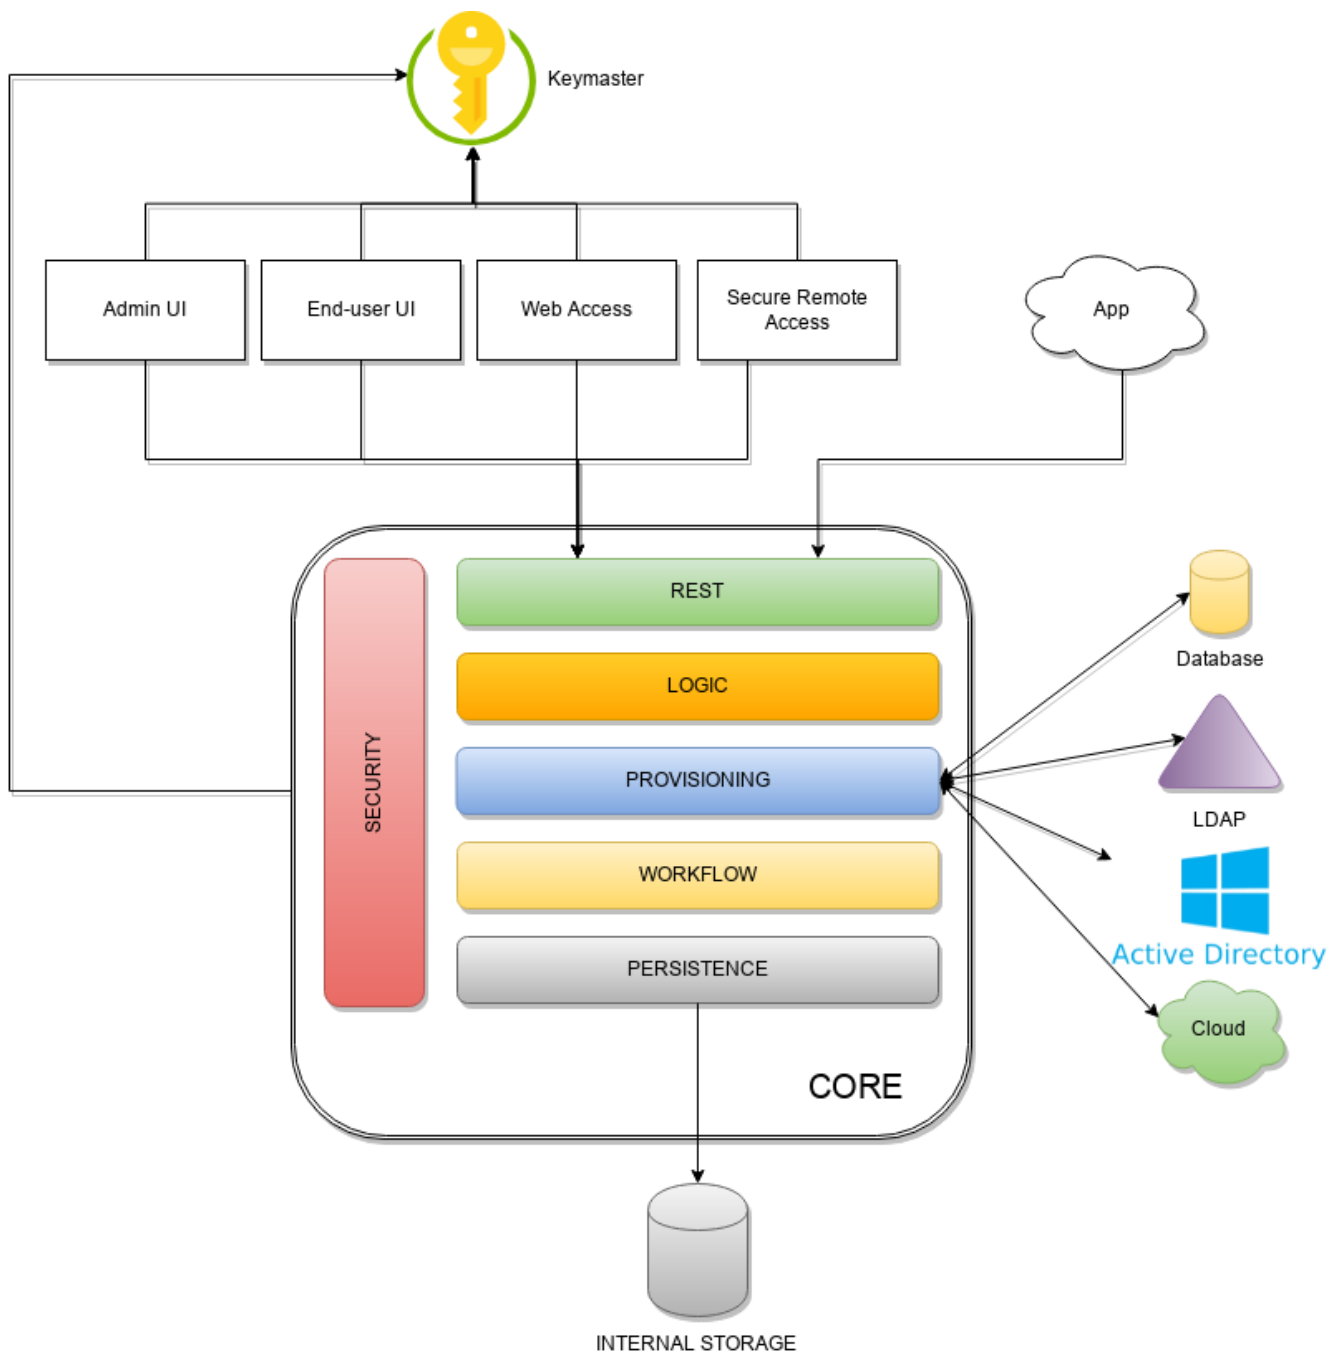 Keymaster
Admin UI
End-user UI
Web Access
Secure Remote
Access
App
REST
LOGIC
PROVISIONING
WORKFLOW
PERSISTENCE
SECURITY
CORE
Database
LDAP
Active Directory
Cloud
INTERNAL STORAGE